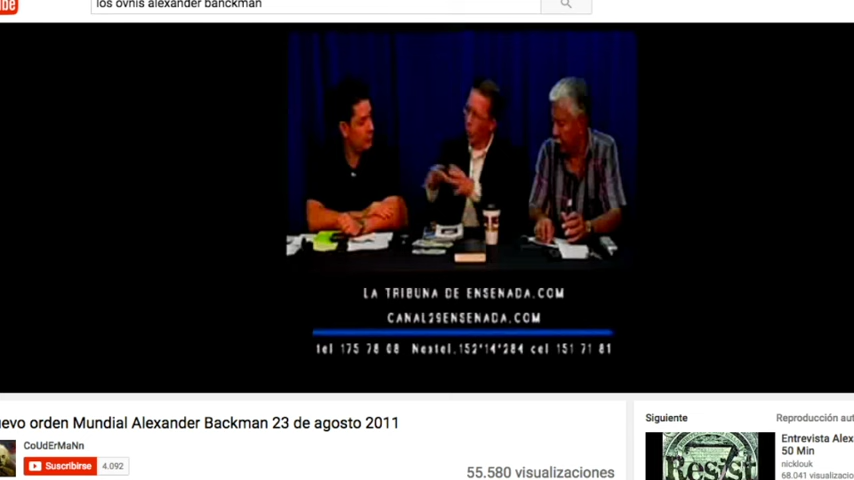 los ovnis alexander banckman
LA TRIBUNA DE ENSENADA.COM
CANAL29ENSENADA.COM
tel 175 78 08 Nextel.152*14*284 cel 151 71 81
uevo orden Mundial Alexander Backman 23 de agosto 2011
CoUdErMaNn
Suscribirse 4.092
55.580 visualizaciones
Siguiente
Reproducción aut
Resist
Entrevista Alex
50 Min
nicklouk
68.041 visualizacio